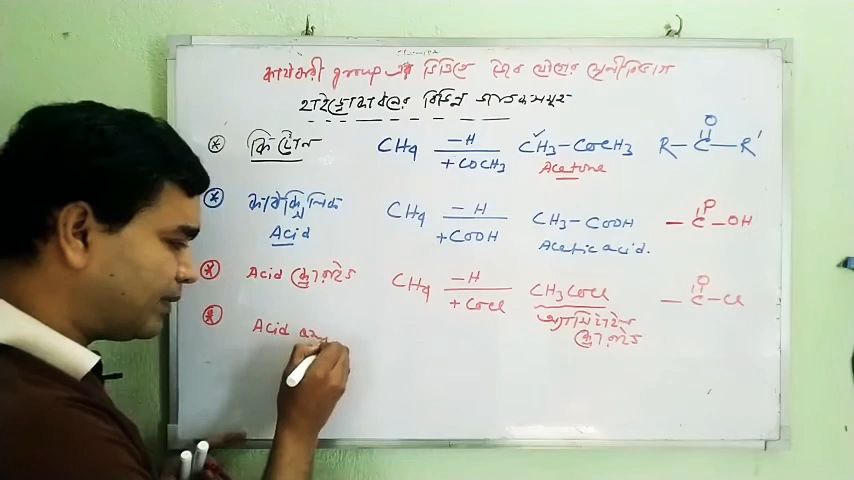 কার্যকারী group এর ভিত্তিতে জৈব যৌগের শ্রেনীবিভাগ
হাইড্রোকার্বনের বিভিন্ন জাতকসমূহ
* কিটোন CH4 -H +COCH3 CH3-COCH3 Acetone O R-C-R'
* কার্বক্সিলিক Acid CH4 -H +COOH CH3-COOH Acetic acid. O -C-OH
* Acid ক্লোরাইড CH4 -H +COCl CH3COCl অ্যাসিটাইল ক্লোরাইড O -C-Cl
* Acid